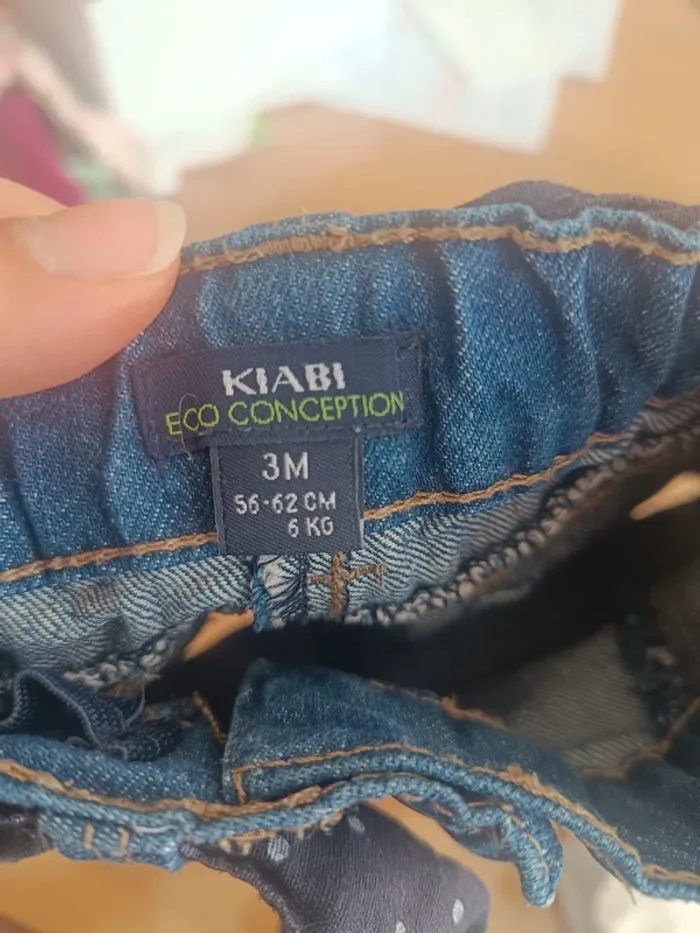 KIABI
ECO CONCEPTION
3M
56-62 CM
6 KG